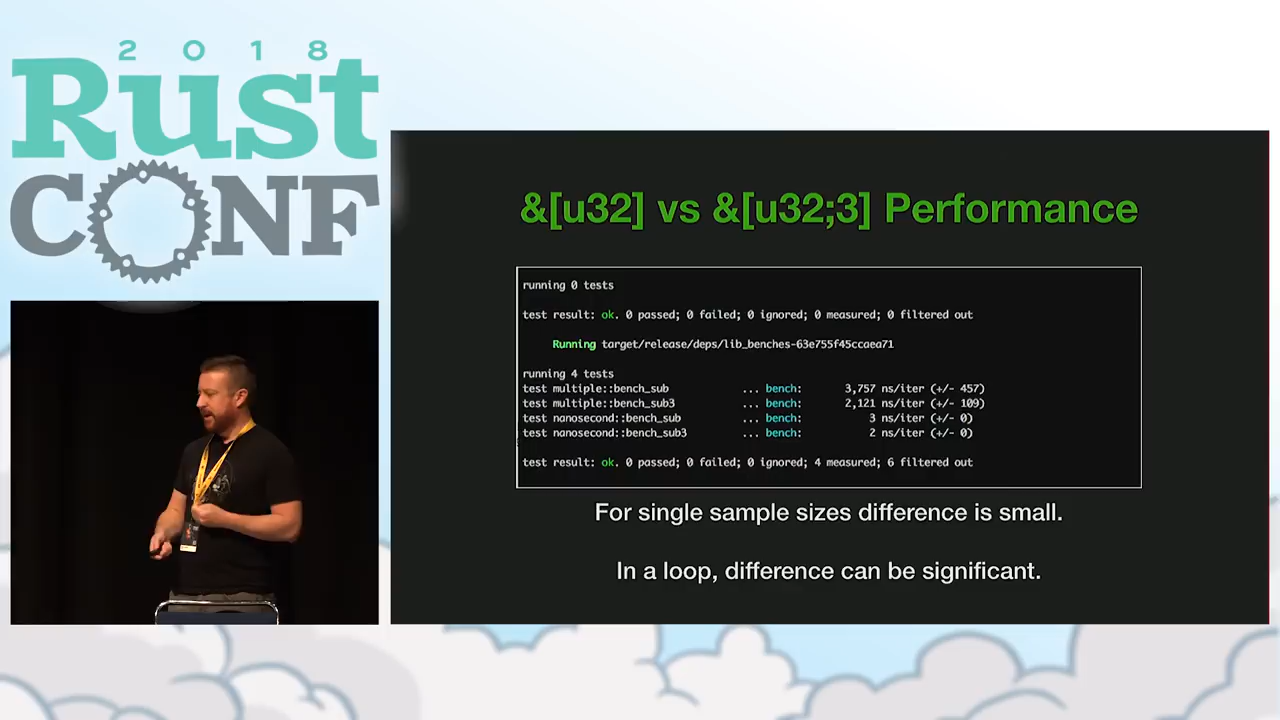 2018
Rust
CONF
&[u32] vs &[u32;3] Performance
running 0 tests
test result: ok. 0 passed; 0 failed; 0 ignored; 0 measured; 0 filtered out
Running target/release/deps/lib_benches-63e755f45ccaea71
running 4 tests
test multiple::bench_sub ... bench: 3,757 ns/iter (+/- 457)
test multiple::bench_sub3 ... bench: 2,121 ns/iter (+/- 109)
test nanosecond::bench_sub ... bench: 3 ns/iter (+/- 0)
test nanosecond::bench_sub3 ... bench: 2 ns/iter (+/- 0)
test result: ok. 0 passed; 0 failed; 0 ignored; 4 measured; 6 filtered out
For single sample sizes difference is small.
In a loop, difference can be significant.